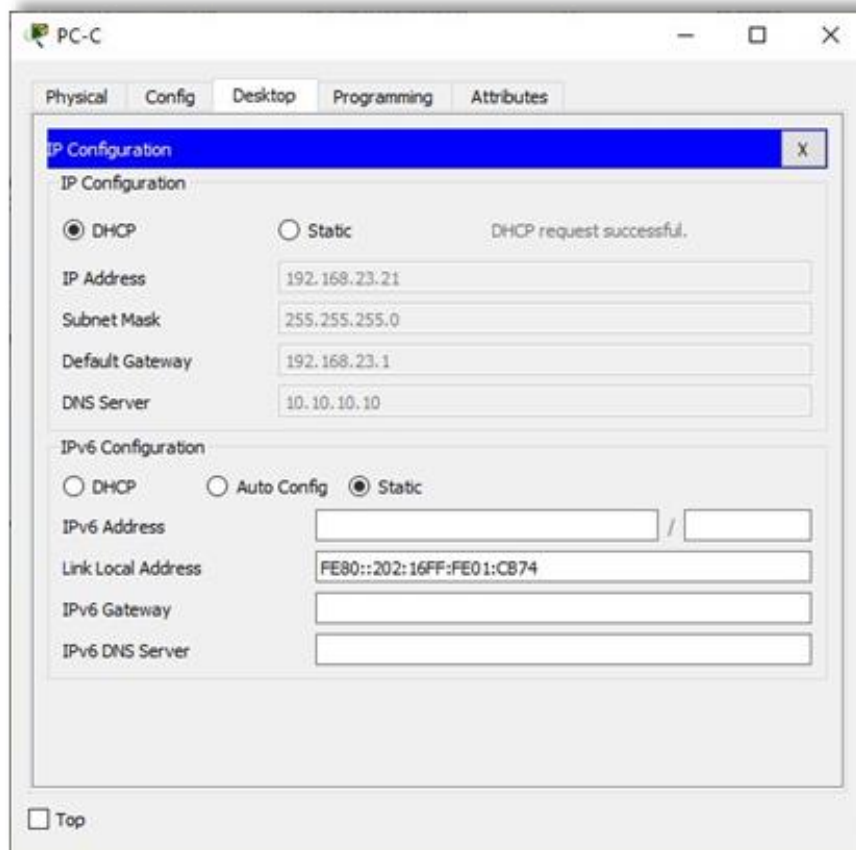 PC-C
Physical Config Desktop Programming Attributes
IP Configuration X
IP Configuration
DHCP Static DHCP request successful.
IP Address 192.168.23.21
Subnet Mask 255.255.255.0
Default Gateway 192.168.23.1
DNS Server 10.10.10.10
IPv6 Configuration
DHCP Auto Config Static
IPv6 Address /
Link Local Address FE80::202:16FF:FE01:CB74
IPv6 Gateway
IPv6 DNS Server
Top